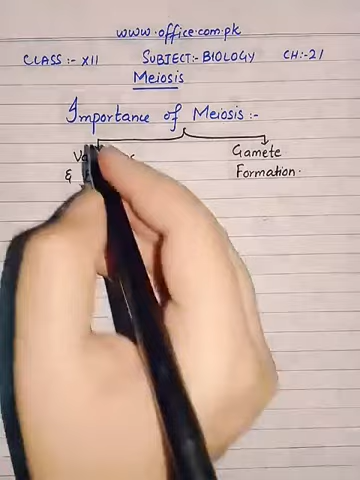 www.office.com.pk
CLASS :- XII SUBJECT:- BIOLOGY CH:-21
Meiosis
Importance of Meiosis :-
Gamete
& Formation.